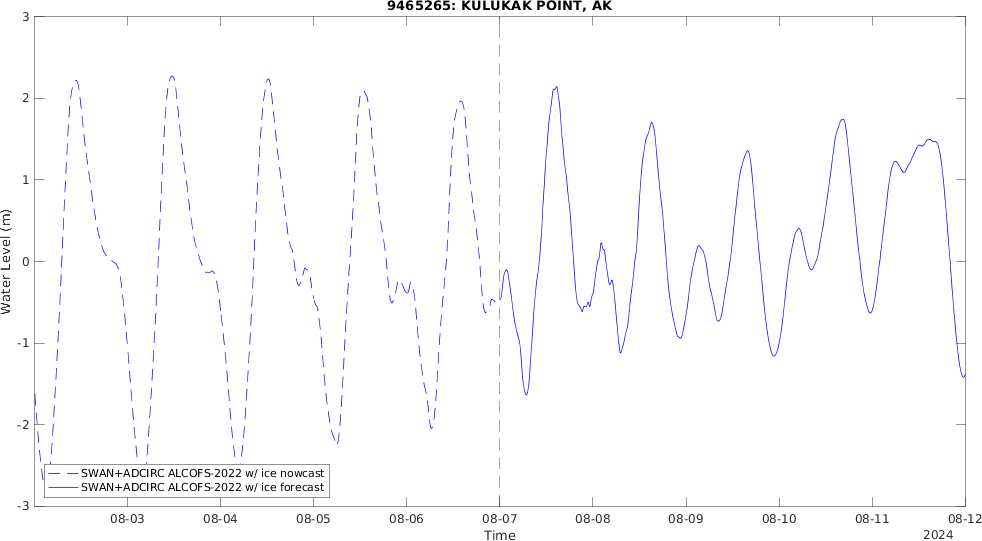 9465265: KULUKAK POINT, AK
3
2
1
0
-1
-2
-3
Water Level (m)
SWAN+ADCIRC ALCOFS-2022 w/ ice nowcast
SWAN+ADCIRC ALCOFS-2022 w/ ice forecast
08-03 08-04 08-05 08-06 08-07 08-08 08-09 08-10 08-11 08-12
Time
2024